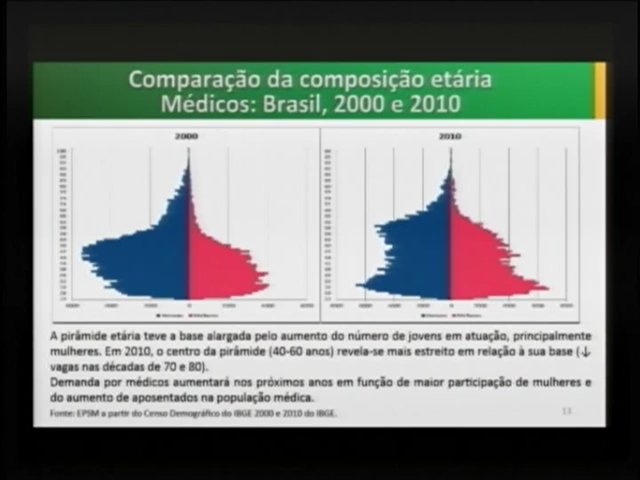 Comparação da composição etária
Médicos: Brasil, 2000 e 2010
2000
2010
A pirâmide etária teve a base alargada pelo aumento do número de jovens em atuação, principalmente
mulheres. Em 2010, o centro da pirâmide (40-60 anos) revela-se mais estreito em relação à sua base (↓
vagas nas décadas de 70 e 80).
Demanda por médicos aumentará nos próximos anos em função de maior participação de mulheres e
do aumento de aposentados na população médica.
Fonte: EPSM a partir do Censo Demográfico do IBGE 2000 e 2010 do IBGE.
13